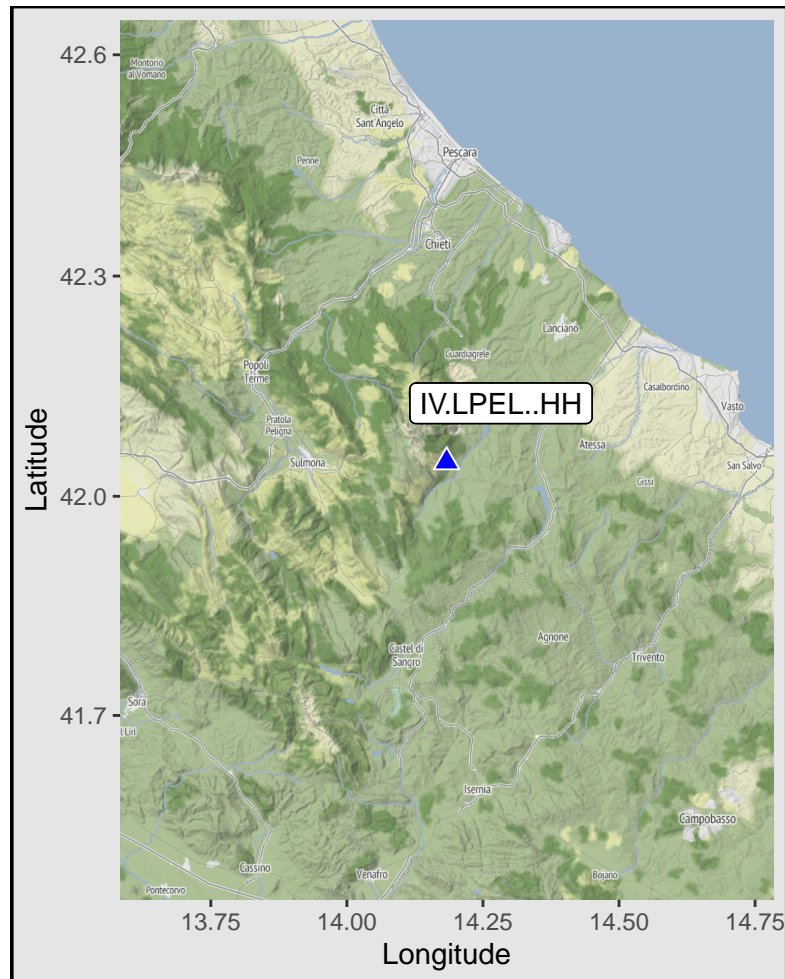 42.6
42.3
42.0
41.7
Latitude
Montorio
al Vomano
Città
Sant'Angelo
Penne
Pescara
Chieti
Lanciano
Guardiagrele
Popoli
Terme
Casalbordino
Vasto
IV.LPEL..HH
Pratola
Peligna
Sulmona
Atessa
San Salvo
Gissi
Agnone
Castel di
Sangro
Trivento
Sora
l Liri
Isernia
Campobasso
Cassino
Venafro
Bojano
Pontecorvo
13.75
14.00
14.25
14.50
14.75
Longitude